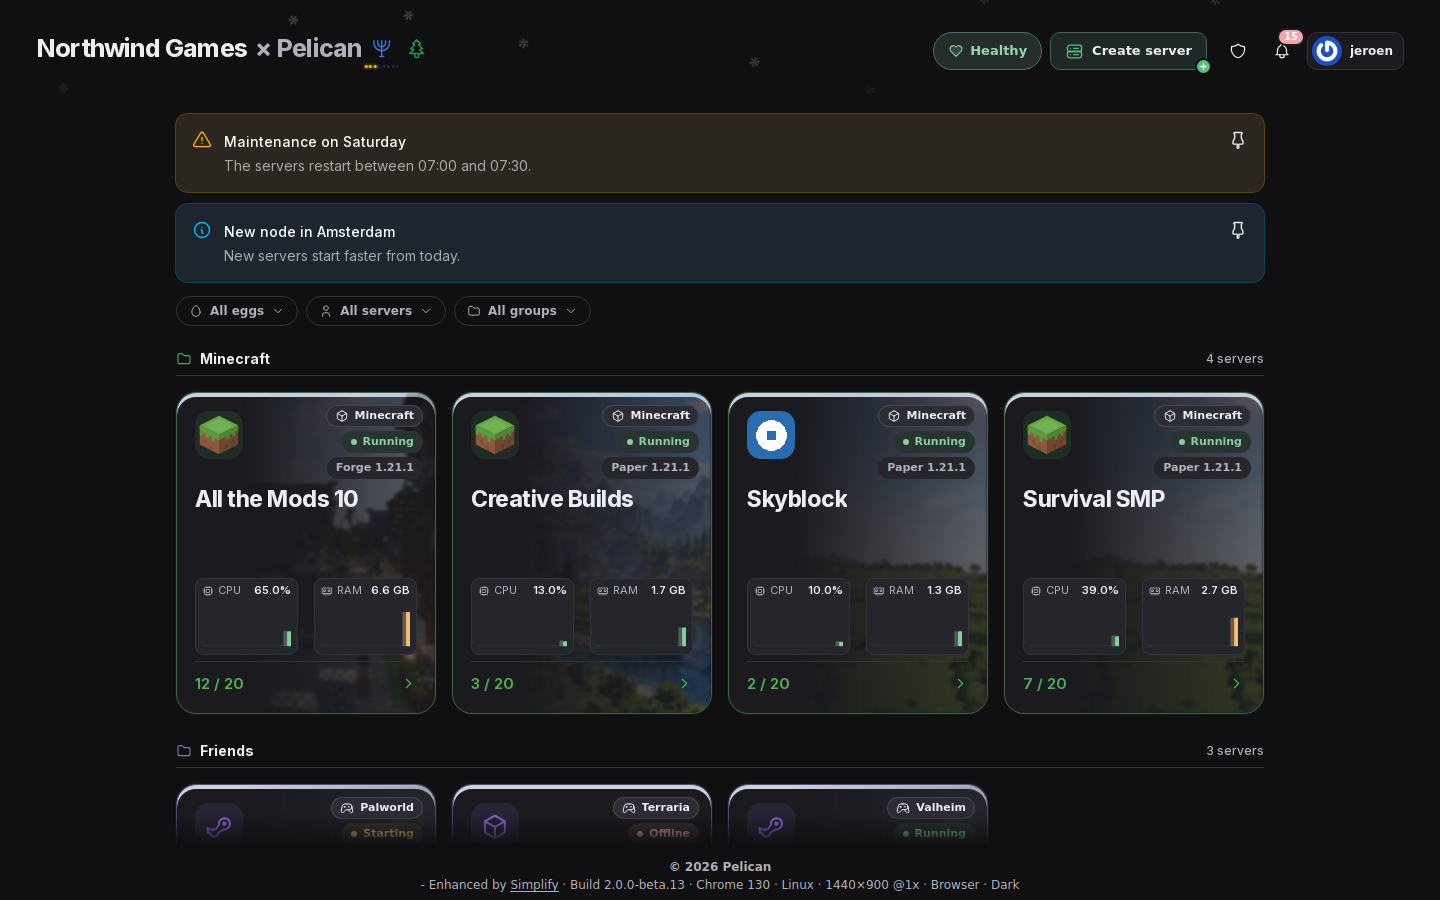 Northwind Games × Pelican
Healthy
Create server
15
jeroen
Maintenance on Saturday
The servers restart between 07:00 and 07:30.
New node in Amsterdam
New servers start faster from today.
All eggs
All servers
All groups
Minecraft
4 servers
Minecraft
Running
Forge 1.21.1
All the Mods 10
CPU 65.0%
RAM 6.6 GB
12 / 20
Minecraft
Running
Paper 1.21.1
Creative Builds
CPU 13.0%
RAM 1.7 GB
3 / 20
Minecraft
Running
Paper 1.21.1
Skyblock
CPU 10.0%
RAM 1.3 GB
2 / 20
Minecraft
Running
Paper 1.21.1
Survival SMP
CPU 39.0%
RAM 2.7 GB
7 / 20
Friends
3 servers
Palworld
Starting
Terraria
Offline
Valheim
Running
© 2026 Pelican
- Enhanced by Simplify · Build 2.0.0-beta.13 · Chrome 130 · Linux · 1440×900 @1x · Browser · Dark